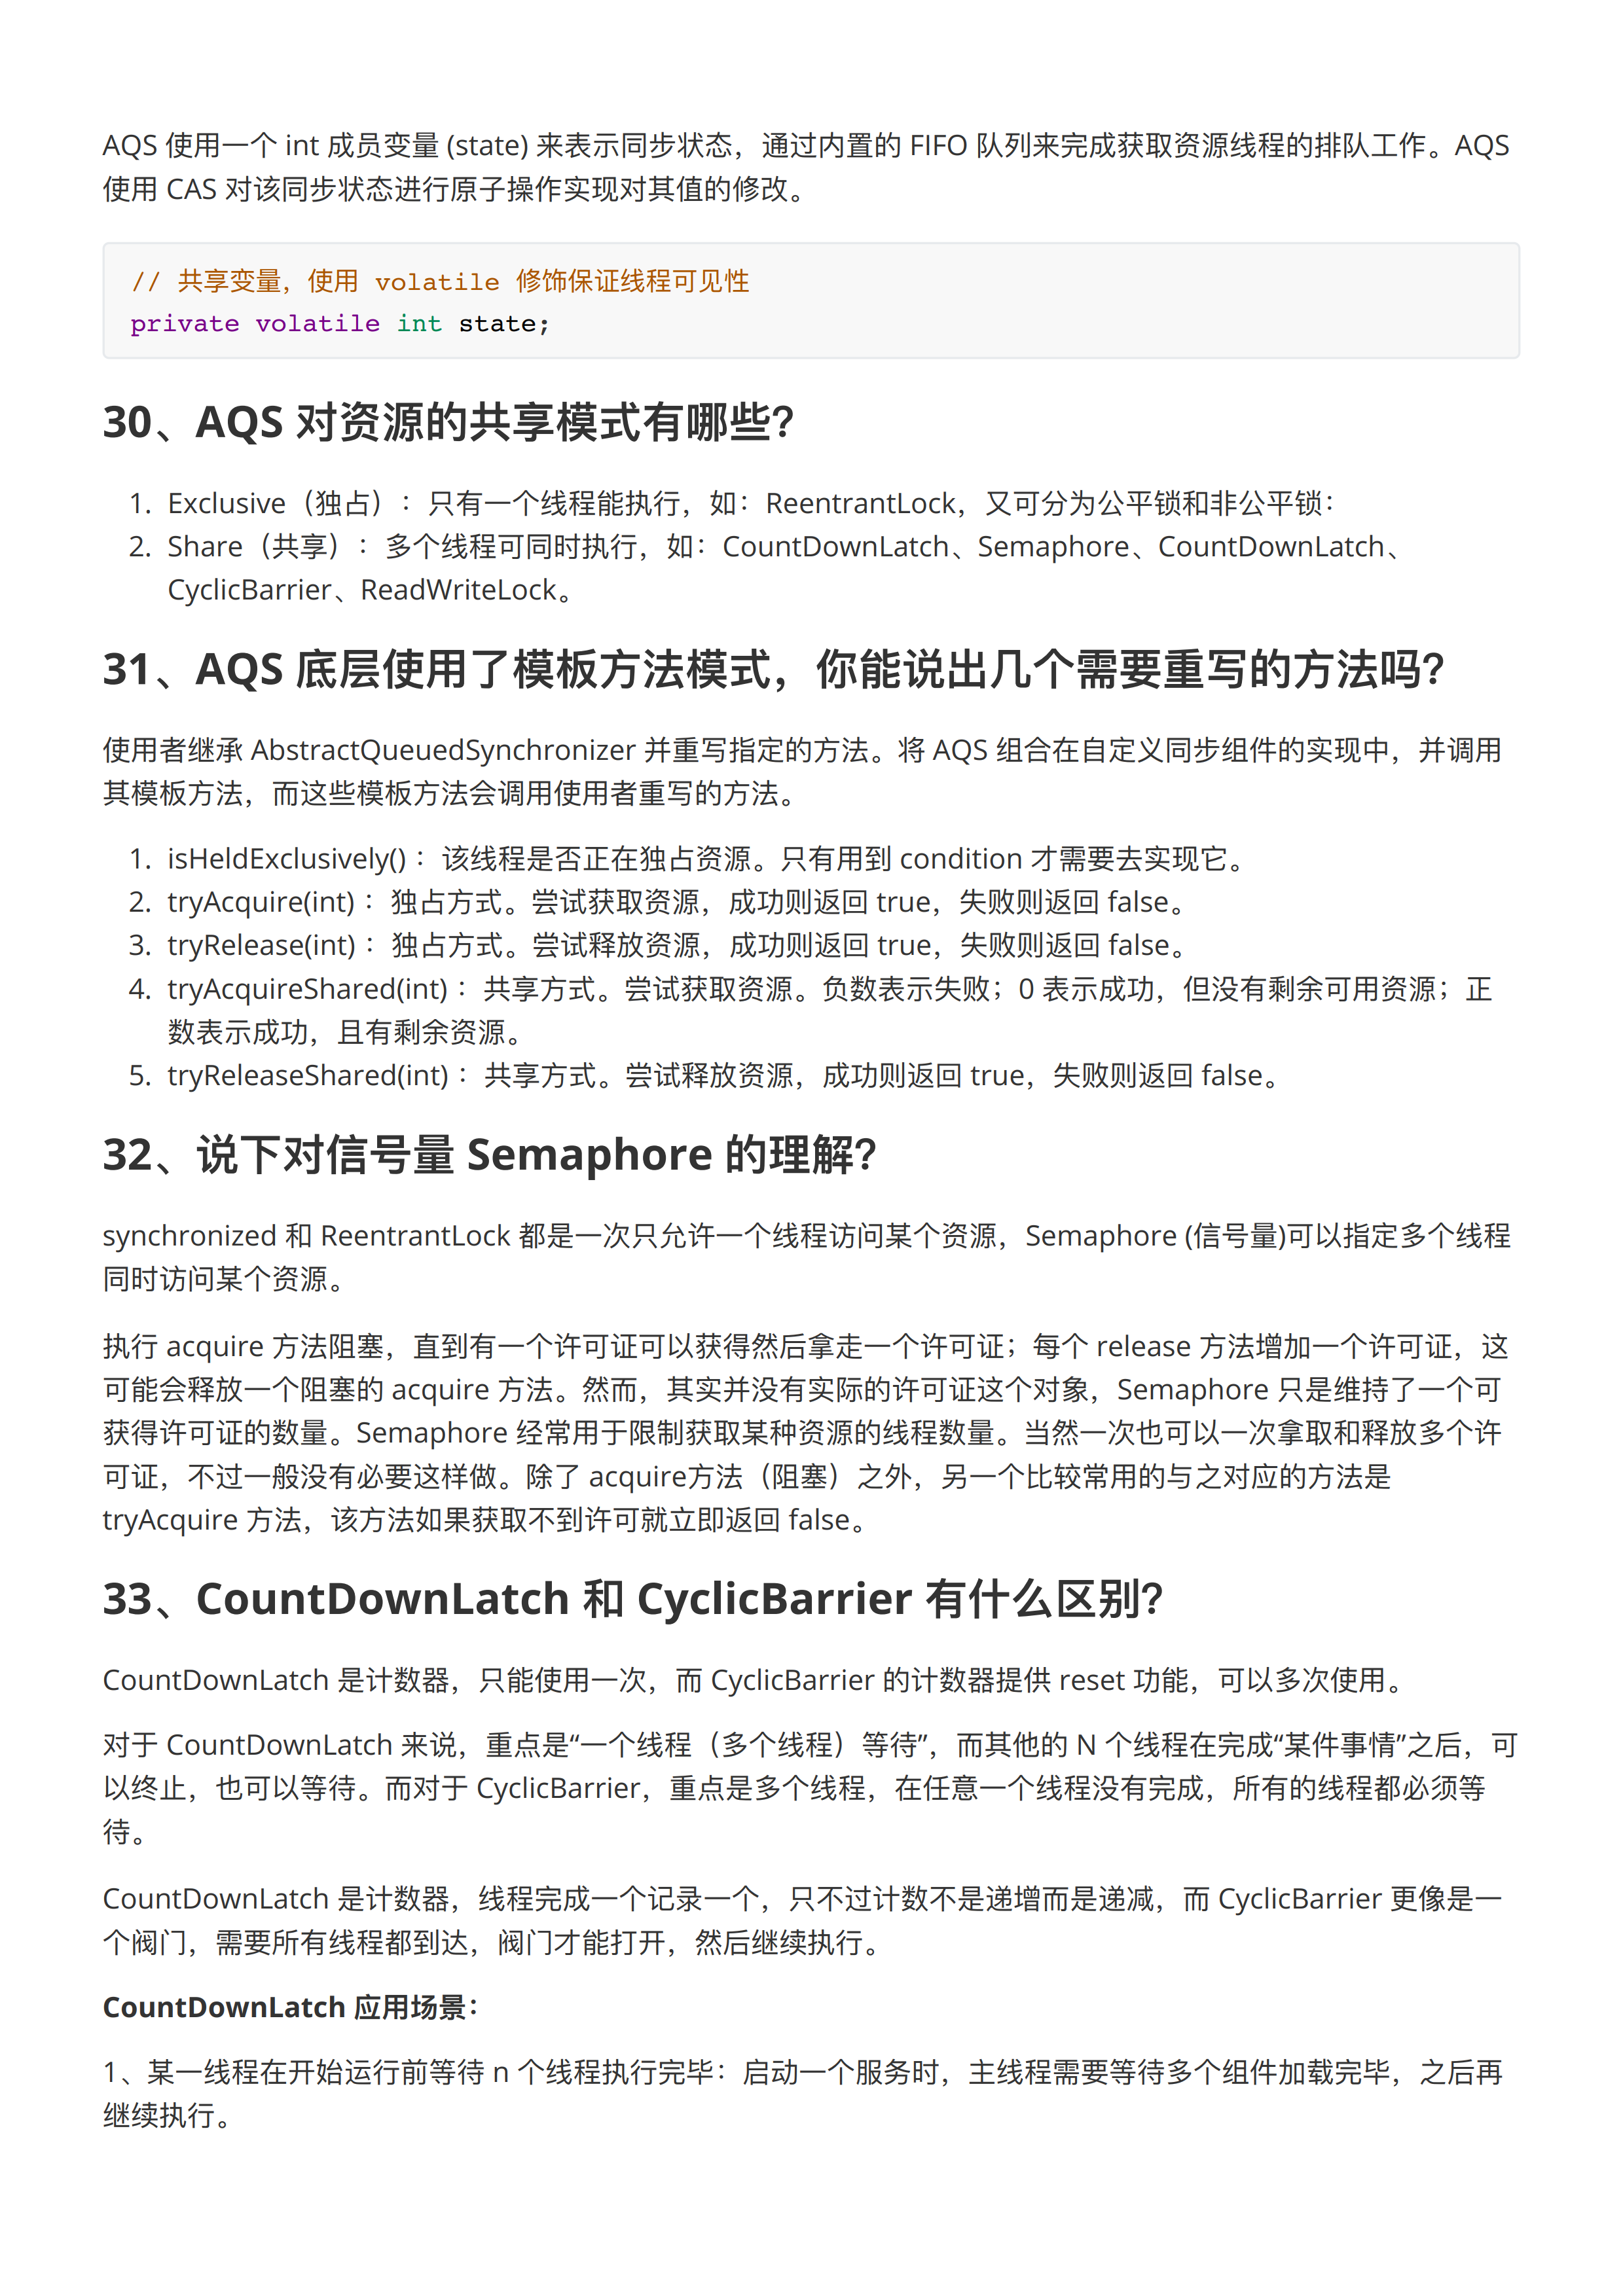 AQS 使用一个 int 成员变量 (state) 来表示同步状态，通过内置的 FIFO 队列来完成获取资源线程的排队工作。AQS
使用 CAS 对该同步状态进行原子操作实现对其值的修改。
// 共享变量，使用 volatile 修饰保证线程可见性
private volatile int state;
30、AQS 对资源的共享模式有哪些？
1. Exclusive（独占）：只有一个线程能执行，如：ReentrantLock，又可分为公平锁和非公平锁：
2. Share（共享）：多个线程可同时执行，如：CountDownLatch、Semaphore、CountDownLatch、
CyclicBarrier、ReadWriteLock。
31、AQS 底层使用了模板方法模式，你能说出几个需要重写的方法吗？
使用者继承 AbstractQueuedSynchronizer 并重写指定的方法。将 AQS 组合在自定义同步组件的实现中，并调用
其模板方法，而这些模板方法会调用使用者重写的方法。
1. isHeldExclusively()：该线程是否正在独占资源。只有用到 condition 才需要去实现它。
2. tryAcquire(int)：独占方式。尝试获取资源，成功则返回 true，失败则返回 false。
3. tryRelease(int)：独占方式。尝试释放资源，成功则返回 true，失败则返回 false。
4. tryAcquireShared(int)：共享方式。尝试获取资源。负数表示失败；0 表示成功，但没有剩余可用资源；正
数表示成功，且有剩余资源。
5. tryReleaseShared(int)：共享方式。尝试释放资源，成功则返回 true，失败则返回 false。
32、说下对信号量 Semaphore 的理解？
synchronized 和 ReentrantLock 都是一次只允许一个线程访问某个资源，Semaphore (信号量)可以指定多个线程
同时访问某个资源。
执行 acquire 方法阻塞，直到有一个许可证可以获得然后拿走一个许可证；每个 release 方法增加一个许可证，这
可能会释放一个阻塞的 acquire 方法。然而，其实并没有实际的许可证这个对象，Semaphore 只是维持了一个可
获得许可证的数量。Semaphore 经常用于限制获取某种资源的线程数量。当然一次也可以一次拿取和释放多个许
可证，不过一般没有必要这样做。除了 acquire方法（阻塞）之外，另一个比较常用的与之对应的方法是
tryAcquire 方法，该方法如果获取不到许可就立即返回 false。
33、CountDownLatch 和 CyclicBarrier 有什么区别？
CountDownLatch 是计数器，只能使用一次，而 CyclicBarrier 的计数器提供 reset 功能，可以多次使用。
对于 CountDownLatch 来说，重点是“一个线程（多个线程）等待”，而其他的 N 个线程在完成“某件事情”之后，可
以终止，也可以等待。而对于 CyclicBarrier，重点是多个线程，在任意一个线程没有完成，所有的线程都必须等
待。
CountDownLatch 是计数器，线程完成一个记录一个，只不过计数不是递增而是递减，而 CyclicBarrier 更像是一
个阀门，需要所有线程都到达，阀门才能打开，然后继续执行。
CountDownLatch 应用场景：
1、某一线程在开始运行前等待 n 个线程执行完毕：启动一个服务时，主线程需要等待多个组件加载完毕，之后再
继续执行。